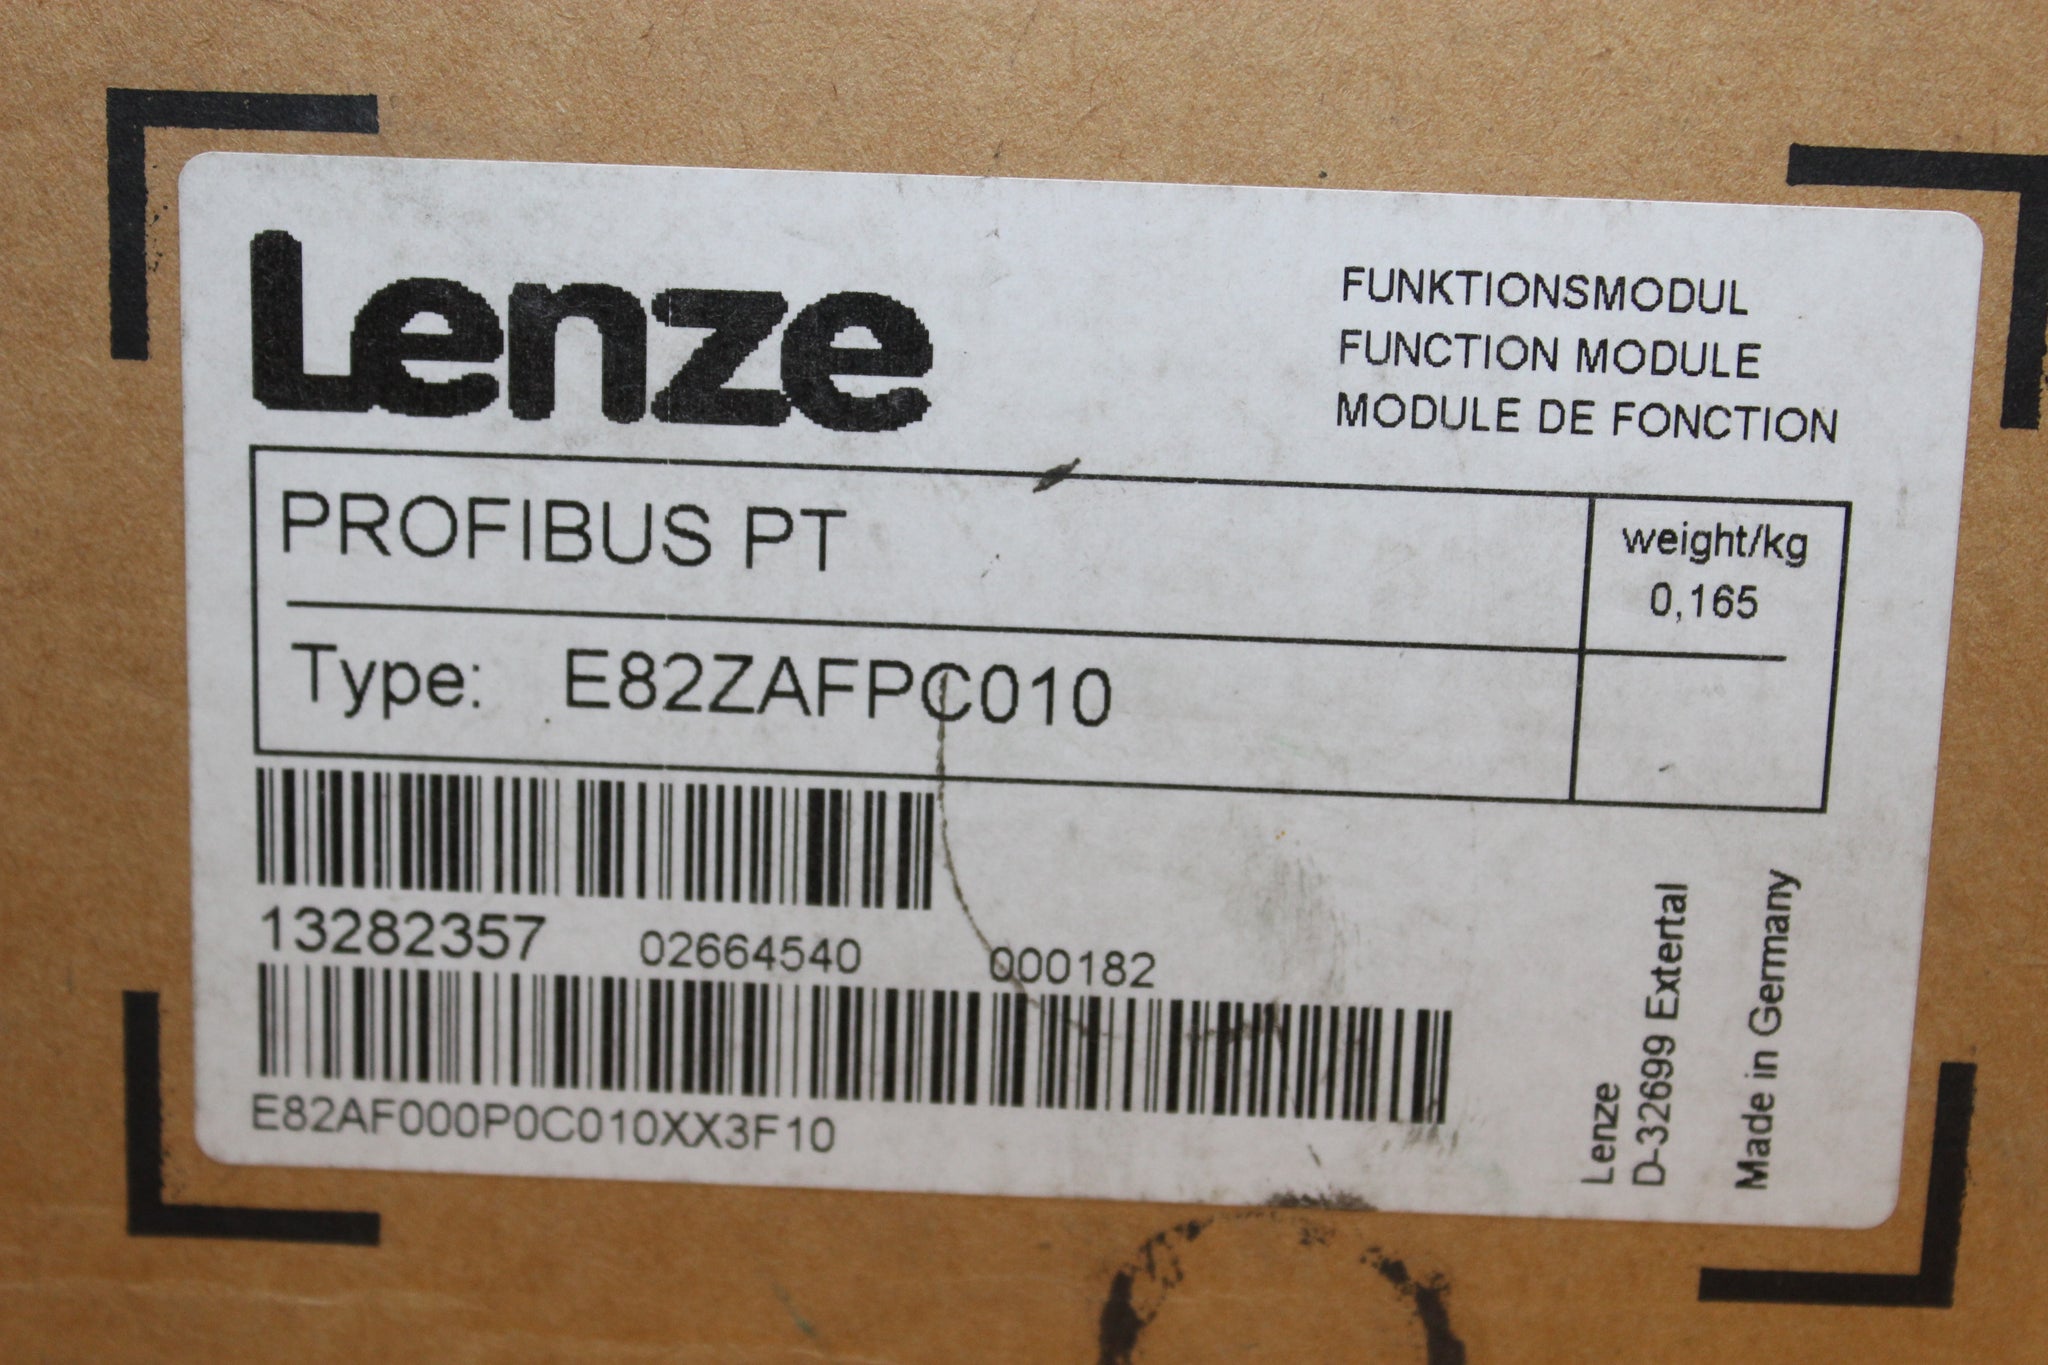 Lenze
FUNKTIONSMODUL
FUNCTION MODULE
MODULE DE FONCTION
PROFIBUS PT
weight/kg
0,165
Type: E82ZAFPC010
13282357 02664540 000182
E82AF000P0C010XX3F10
Lenze
D-32699 Extertal
Made in Germany